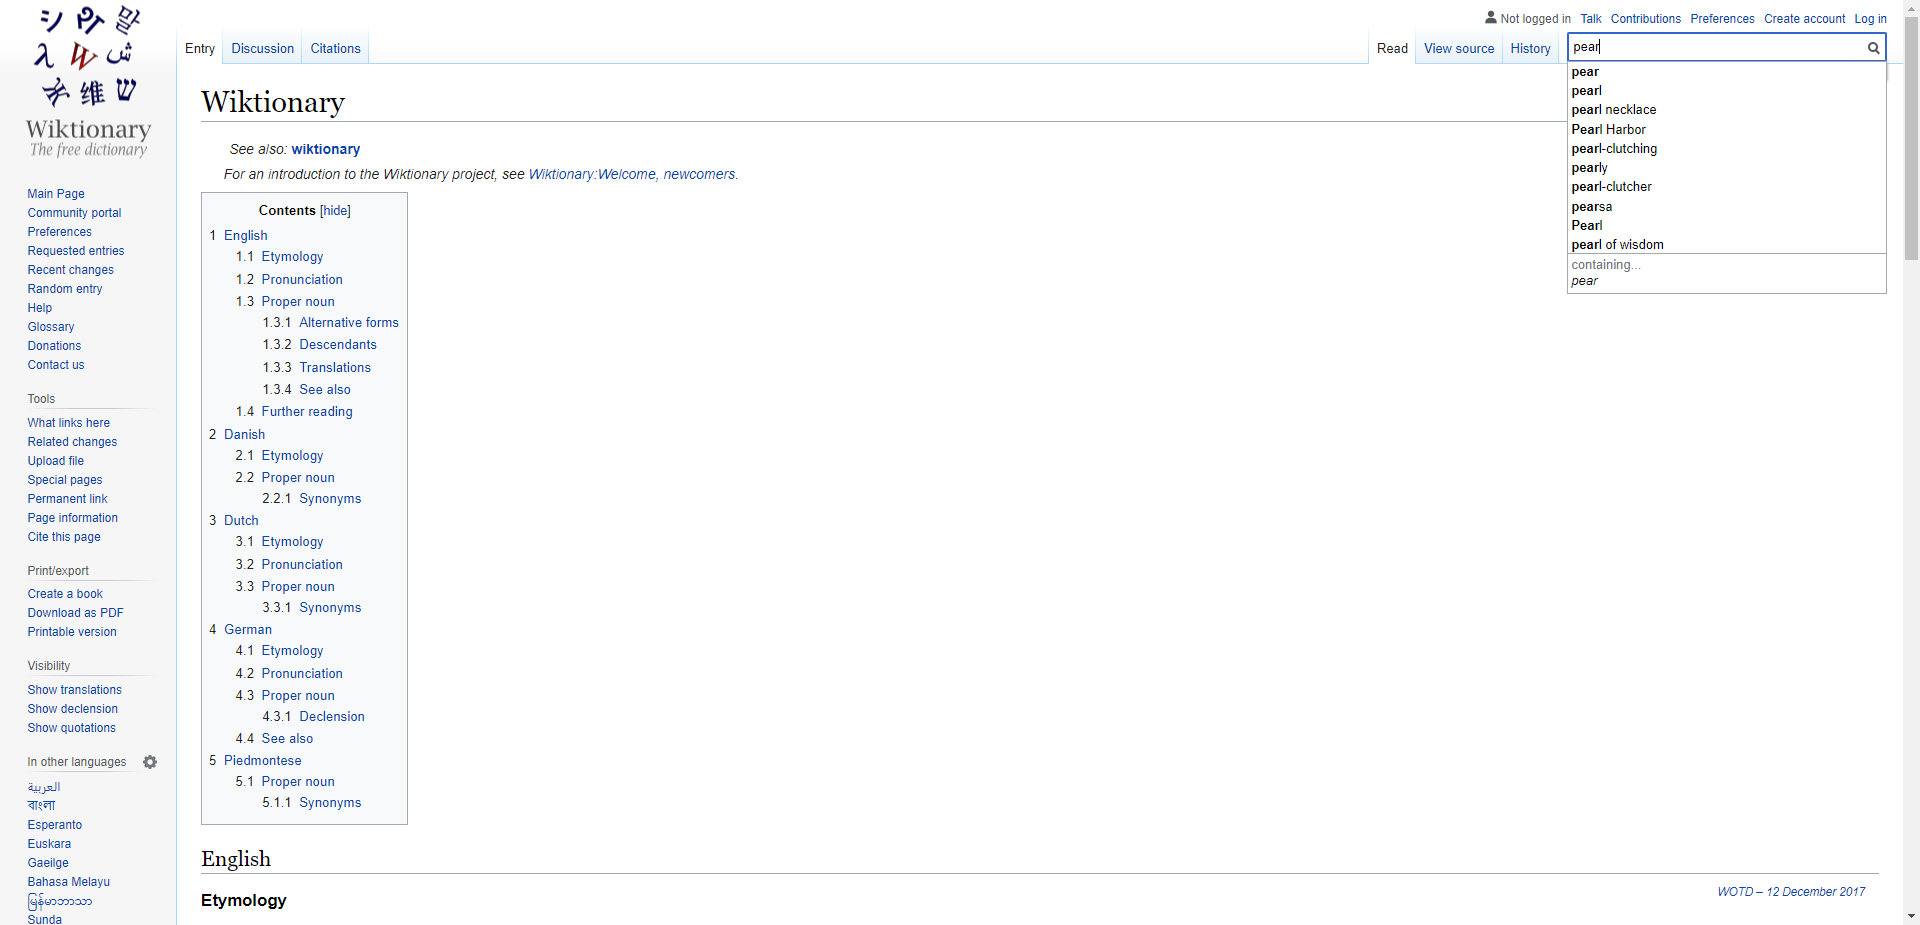 Wiktionary
The free dictionary
Main Page
Community portal
Preferences
Requested entries
Recent changes
Random entry
Help
Glossary
Donations
Contact us
Tools
What links here
Related changes
Upload file
Special pages
Permanent link
Page information
Cite this page
Print/export
Create a book
Download as PDF
Printable version
Visibility
Show translations
Show declension
Show quotations
In other languages
العربية
বাংলা
Esperanto
Euskara
Gaeilge
Bahasa Melayu
မြန်မာဘာသာ
Sunda
Not logged in Talk Contributions Preferences Create account Log in
Entry Discussion Citations Read View source History
pear
pear
pearl
pearl necklace
Pearl Harbor
pearl-clutching
pearly
pearl-clutcher
pearsa
Pearl
pearl of wisdom
containing...
pear
Wiktionary
See also: wiktionary
For an introduction to the Wiktionary project, see Wiktionary:Welcome, newcomers.
Contents [hide]
1 English
1.1 Etymology
1.2 Pronunciation
1.3 Proper noun
1.3.1 Alternative forms
1.3.2 Descendants
1.3.3 Translations
1.3.4 See also
1.4 Further reading
2 Danish
2.1 Etymology
2.2 Proper noun
2.2.1 Synonyms
3 Dutch
3.1 Etymology
3.2 Pronunciation
3.3 Proper noun
3.3.1 Synonyms
4 German
4.1 Etymology
4.2 Pronunciation
4.3 Proper noun
4.3.1 Declension
4.4 See also
5 Piedmontese
5.1 Proper noun
5.1.1 Synonyms
English
WOTD – 12 December 2017
Etymology